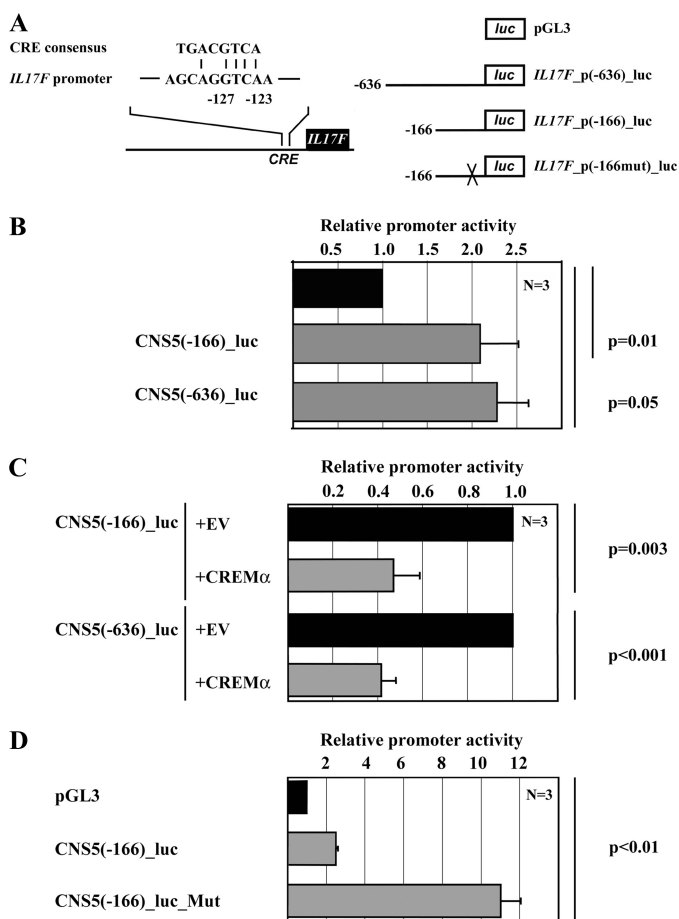 A
CRE consensus TGACGTCA
IL17F promoter AGCAGGTCAA
-127 -123
IL17F
CRE
luc pGL3
-636 luc IL17F_p(-636)_luc
-166 luc IL17F_p(-166)_luc
-166 luc IL17F_p(-166mut)_luc
B
Relative promoter activity
0.5 1.0 1.5 2.0 2.5
N=3
CNS5(-166)_luc p=0.01
CNS5(-636)_luc p=0.05
C
Relative promoter activity
0.2 0.4 0.6 0.8 1.0
CNS5(-166)_luc +EV N=3
p=0.003
+CREMα
CNS5(-636)_luc +EV
p<0.001
+CREMα
D
Relative promoter activity
2 4 6 8 10 12
pGL3 N=3
CNS5(-166)_luc p<0.01
CNS5(-166)_luc_Mut